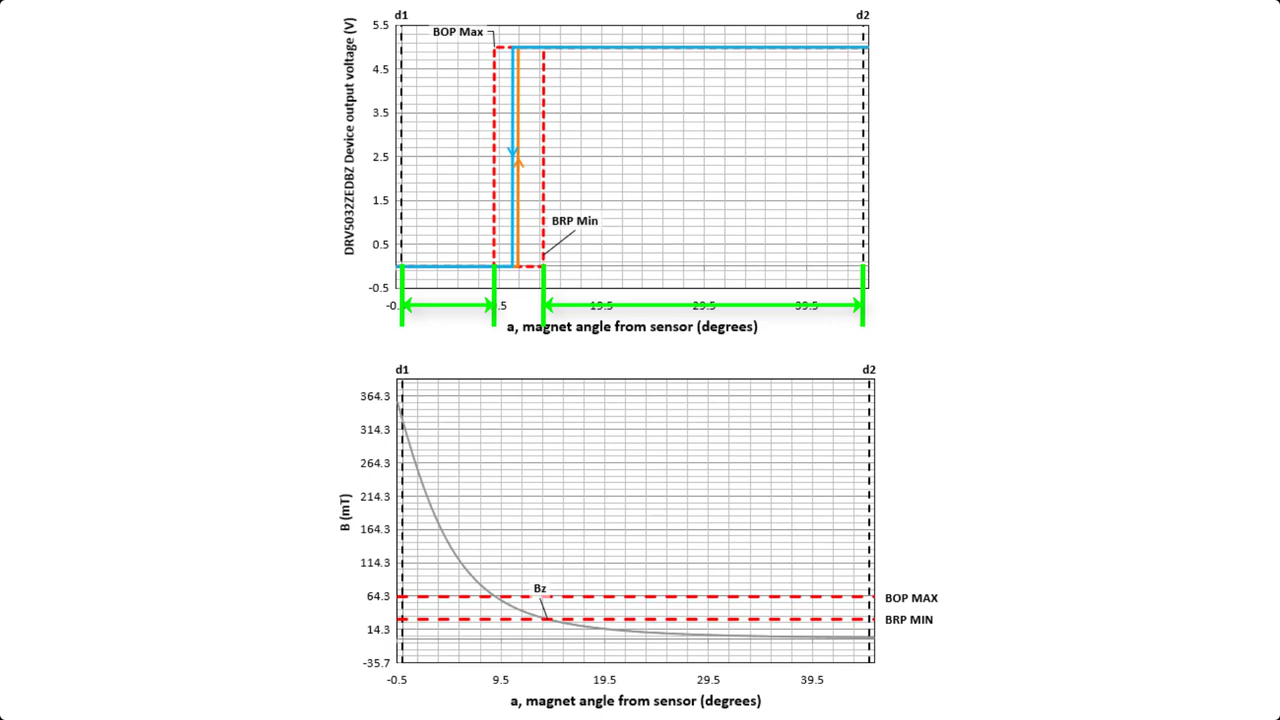 d1
d2
BOP Max
5.5
4.5
3.5
2.5
1.5
0.5
-0.5
DRV5032ZEDBZ Device output voltage (V)
BRP Min
19.5
29.5
39.5
a, magnet angle from sensor (degrees)
d1
d2
364.3
314.3
264.3
214.3
164.3
114.3
64.3
14.3
-35.7
B (mT)
Bz
BOP MAX
BRP MIN
-0.5
9.5
19.5
29.5
39.5
a, magnet angle from sensor (degrees)